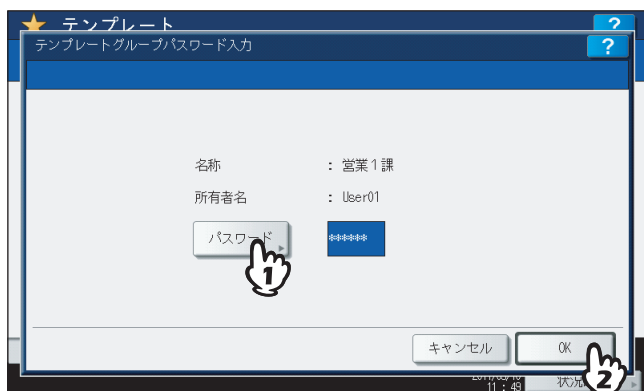 テンプレート
?
テンプレートグループパスワード入力
?
名称 : 営業1課
所有者名 : User01
パスワード ******
1
キャンセル OK
2
11:49